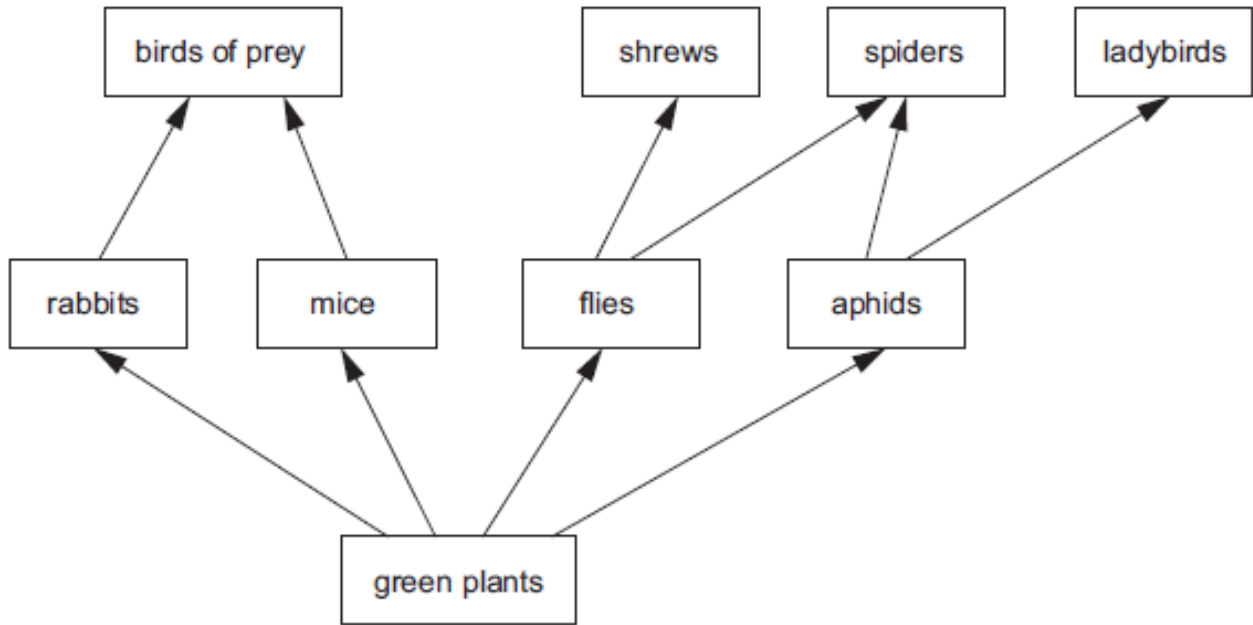 birds of prey
shrews
spiders
ladybirds
rabbits
mice
flies
aphids
green plants